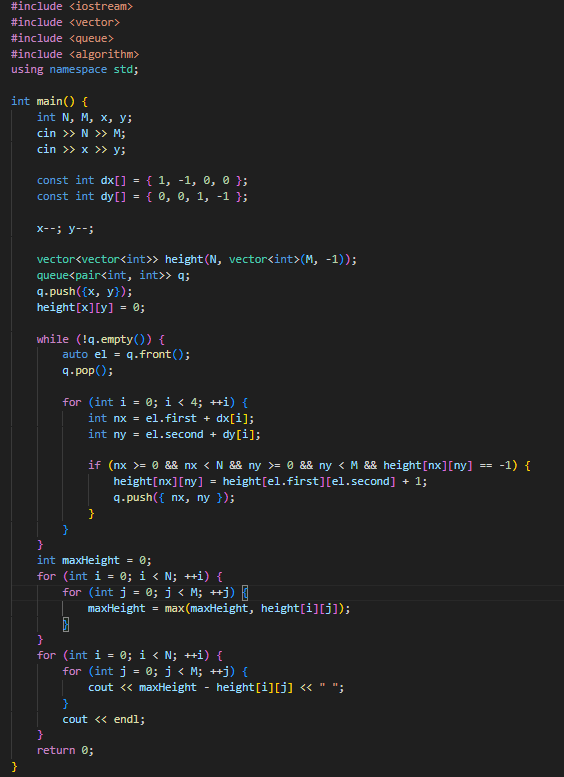 #include <iostream>
#include <vector>
#include <queue>
#include <algorithm>
using namespace std;

int main() {
    int N, M, x, y;
    cin >> N >> M;
    cin >> x >> y;

    const int dx[] = { 1, -1, 0, 0 };
    const int dy[] = { 0, 0, 1, -1 };

    x--; y--;

    vector<vector<int>> height(N, vector<int>(M, -1));
    queue<pair<int, int>> q;
    q.push({x, y});
    height[x][y] = 0;

    while (!q.empty()) {
        auto el = q.front();
        q.pop();

        for (int i = 0; i < 4; ++i) {
            int nx = el.first + dx[i];
            int ny = el.second + dy[i];

            if (nx >= 0 && nx < N && ny >= 0 && ny < M && height[nx][ny] == -1) {
                height[nx][ny] = height[el.first][el.second] + 1;
                q.push({ nx, ny });
            }
        }
    }
    int maxHeight = 0;
    for (int i = 0; i < N; ++i) {
        for (int j = 0; j < M; ++j) {
            maxHeight = max(maxHeight, height[i][j]);
        }
    }
    for (int i = 0; i < N; ++i) {
        for (int j = 0; j < M; ++j) {
            cout << maxHeight - height[i][j] << " ";
        }
        cout << endl;
    }
    return 0;
}